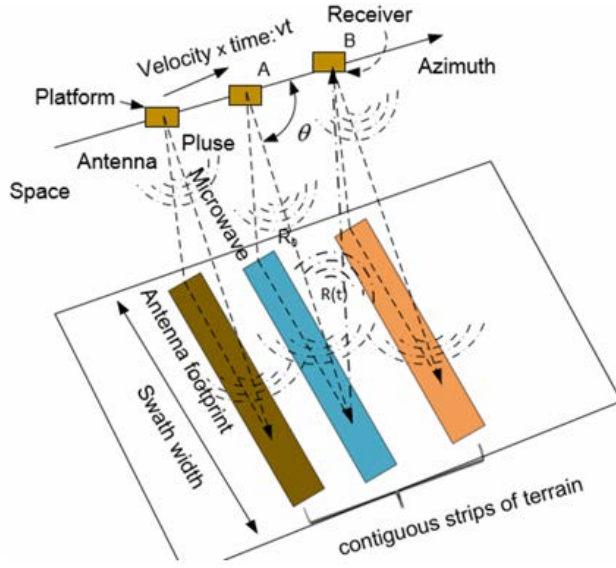 Receiver
Velocity x time:vt
B
A
Azimuth
Platform
θ
Pluse
Antenna
Space
Microwave
R₀
R(t)
Antenna footprint
Swath width
contiguous strips of terrain